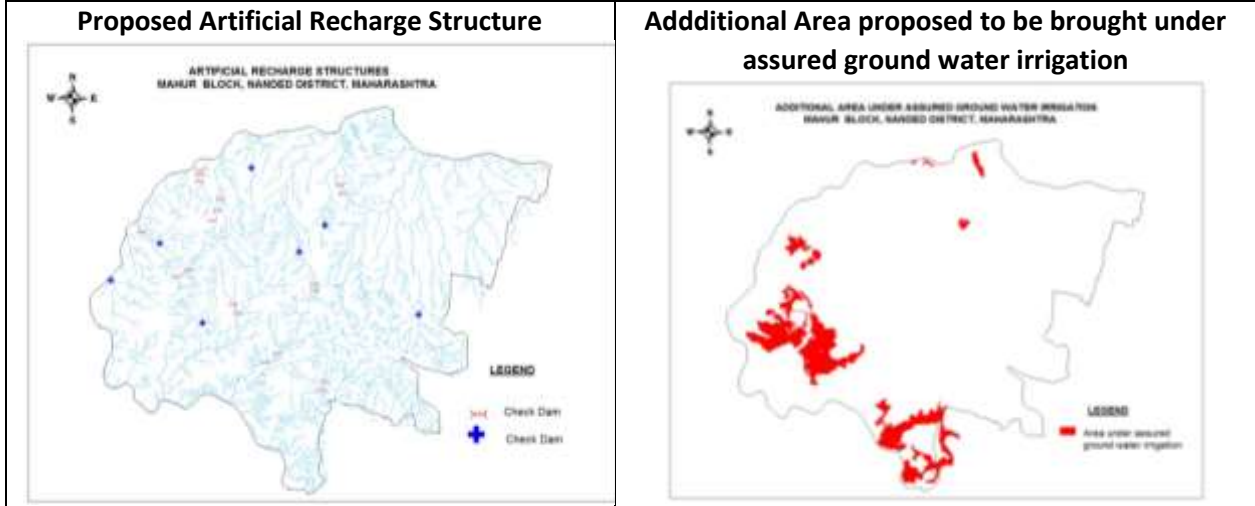 Proposed Artificial Recharge Structure
ARTIFICIAL RECHARGE STRUCTURES
MAHUR BLOCK, NANDED DISTRICT, MAHARASHTRA
N
W E
S
LEGEND
Check Dam
Check Dam
Addditional Area proposed to be brought under
assured ground water irrigation
ADDITIONAL AREA UNDER ASSURED GROUND WATER IRRIGATION
MAHUR BLOCK, NANDED DISTRICT, MAHARASHTRA
N
W E
S
LEGEND
Area under assured
ground water irrigation